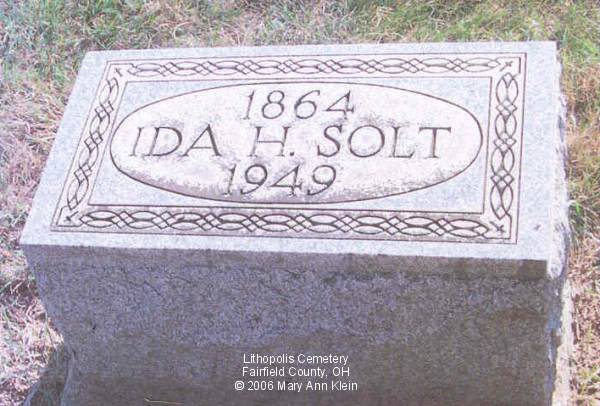 1864
IDA H. SOLT
1949
Lithopolis Cemetery
Fairfield County, OH
© 2006 Mary Ann Klein